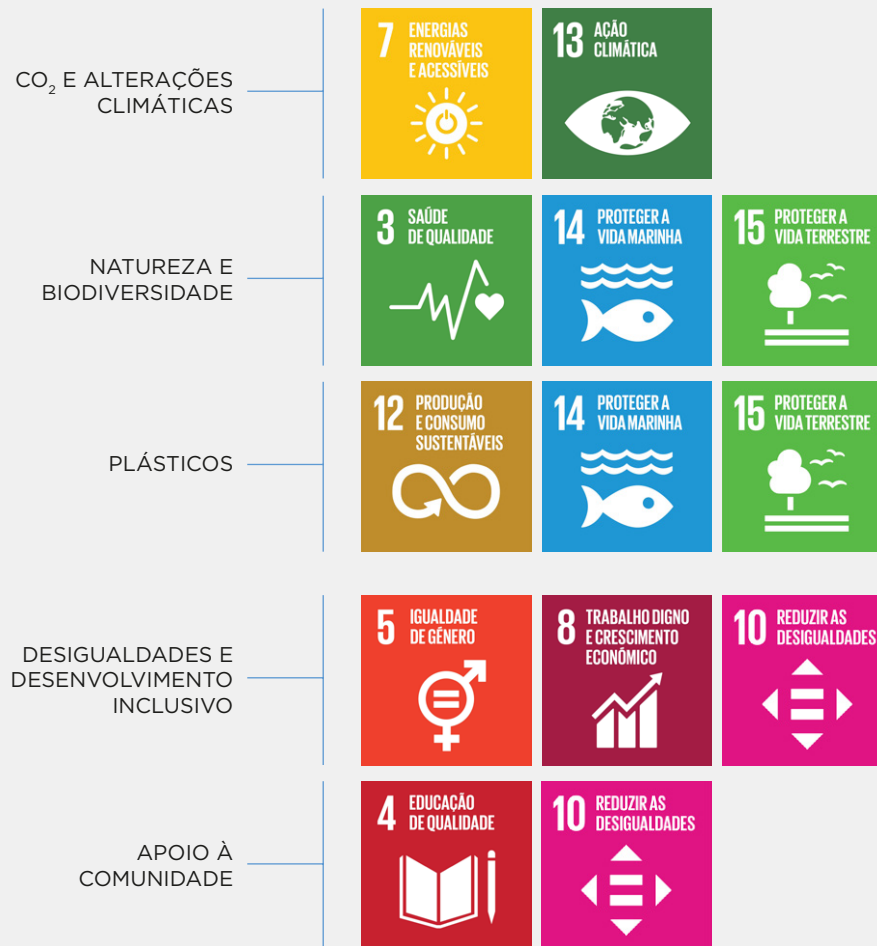 CO₂ E ALTERAÇÕES
CLIMÁTICAS
7 ENERGIAS
RENOVÁVEIS
E ACESSÍVEIS
13 AÇÃO
CLIMÁTICA
NATUREZA E
BIODIVERSIDADE
3 SAÚDE
DE QUALIDADE
14 PROTEGER A
VIDA MARINHA
15 PROTEGER A
VIDA TERRESTRE
PLÁSTICOS
12 PRODUÇÃO
E CONSUMO
SUSTENTÁVEIS
14 PROTEGER A
VIDA MARINHA
15 PROTEGER A
VIDA TERRESTRE
DESIGUALDADES E
DESENVOLVIMENTO
INCLUSIVO
5 IGUALDADE
DE GÉNERO
8 TRABALHO DIGNO
E CRESCIMENTO
ECONÓMICO
10 REDUZIR AS
DESIGUALDADES
APOIO À
COMUNIDADE
4 EDUCAÇÃO
DE QUALIDADE
10 REDUZIR AS
DESIGUALDADES